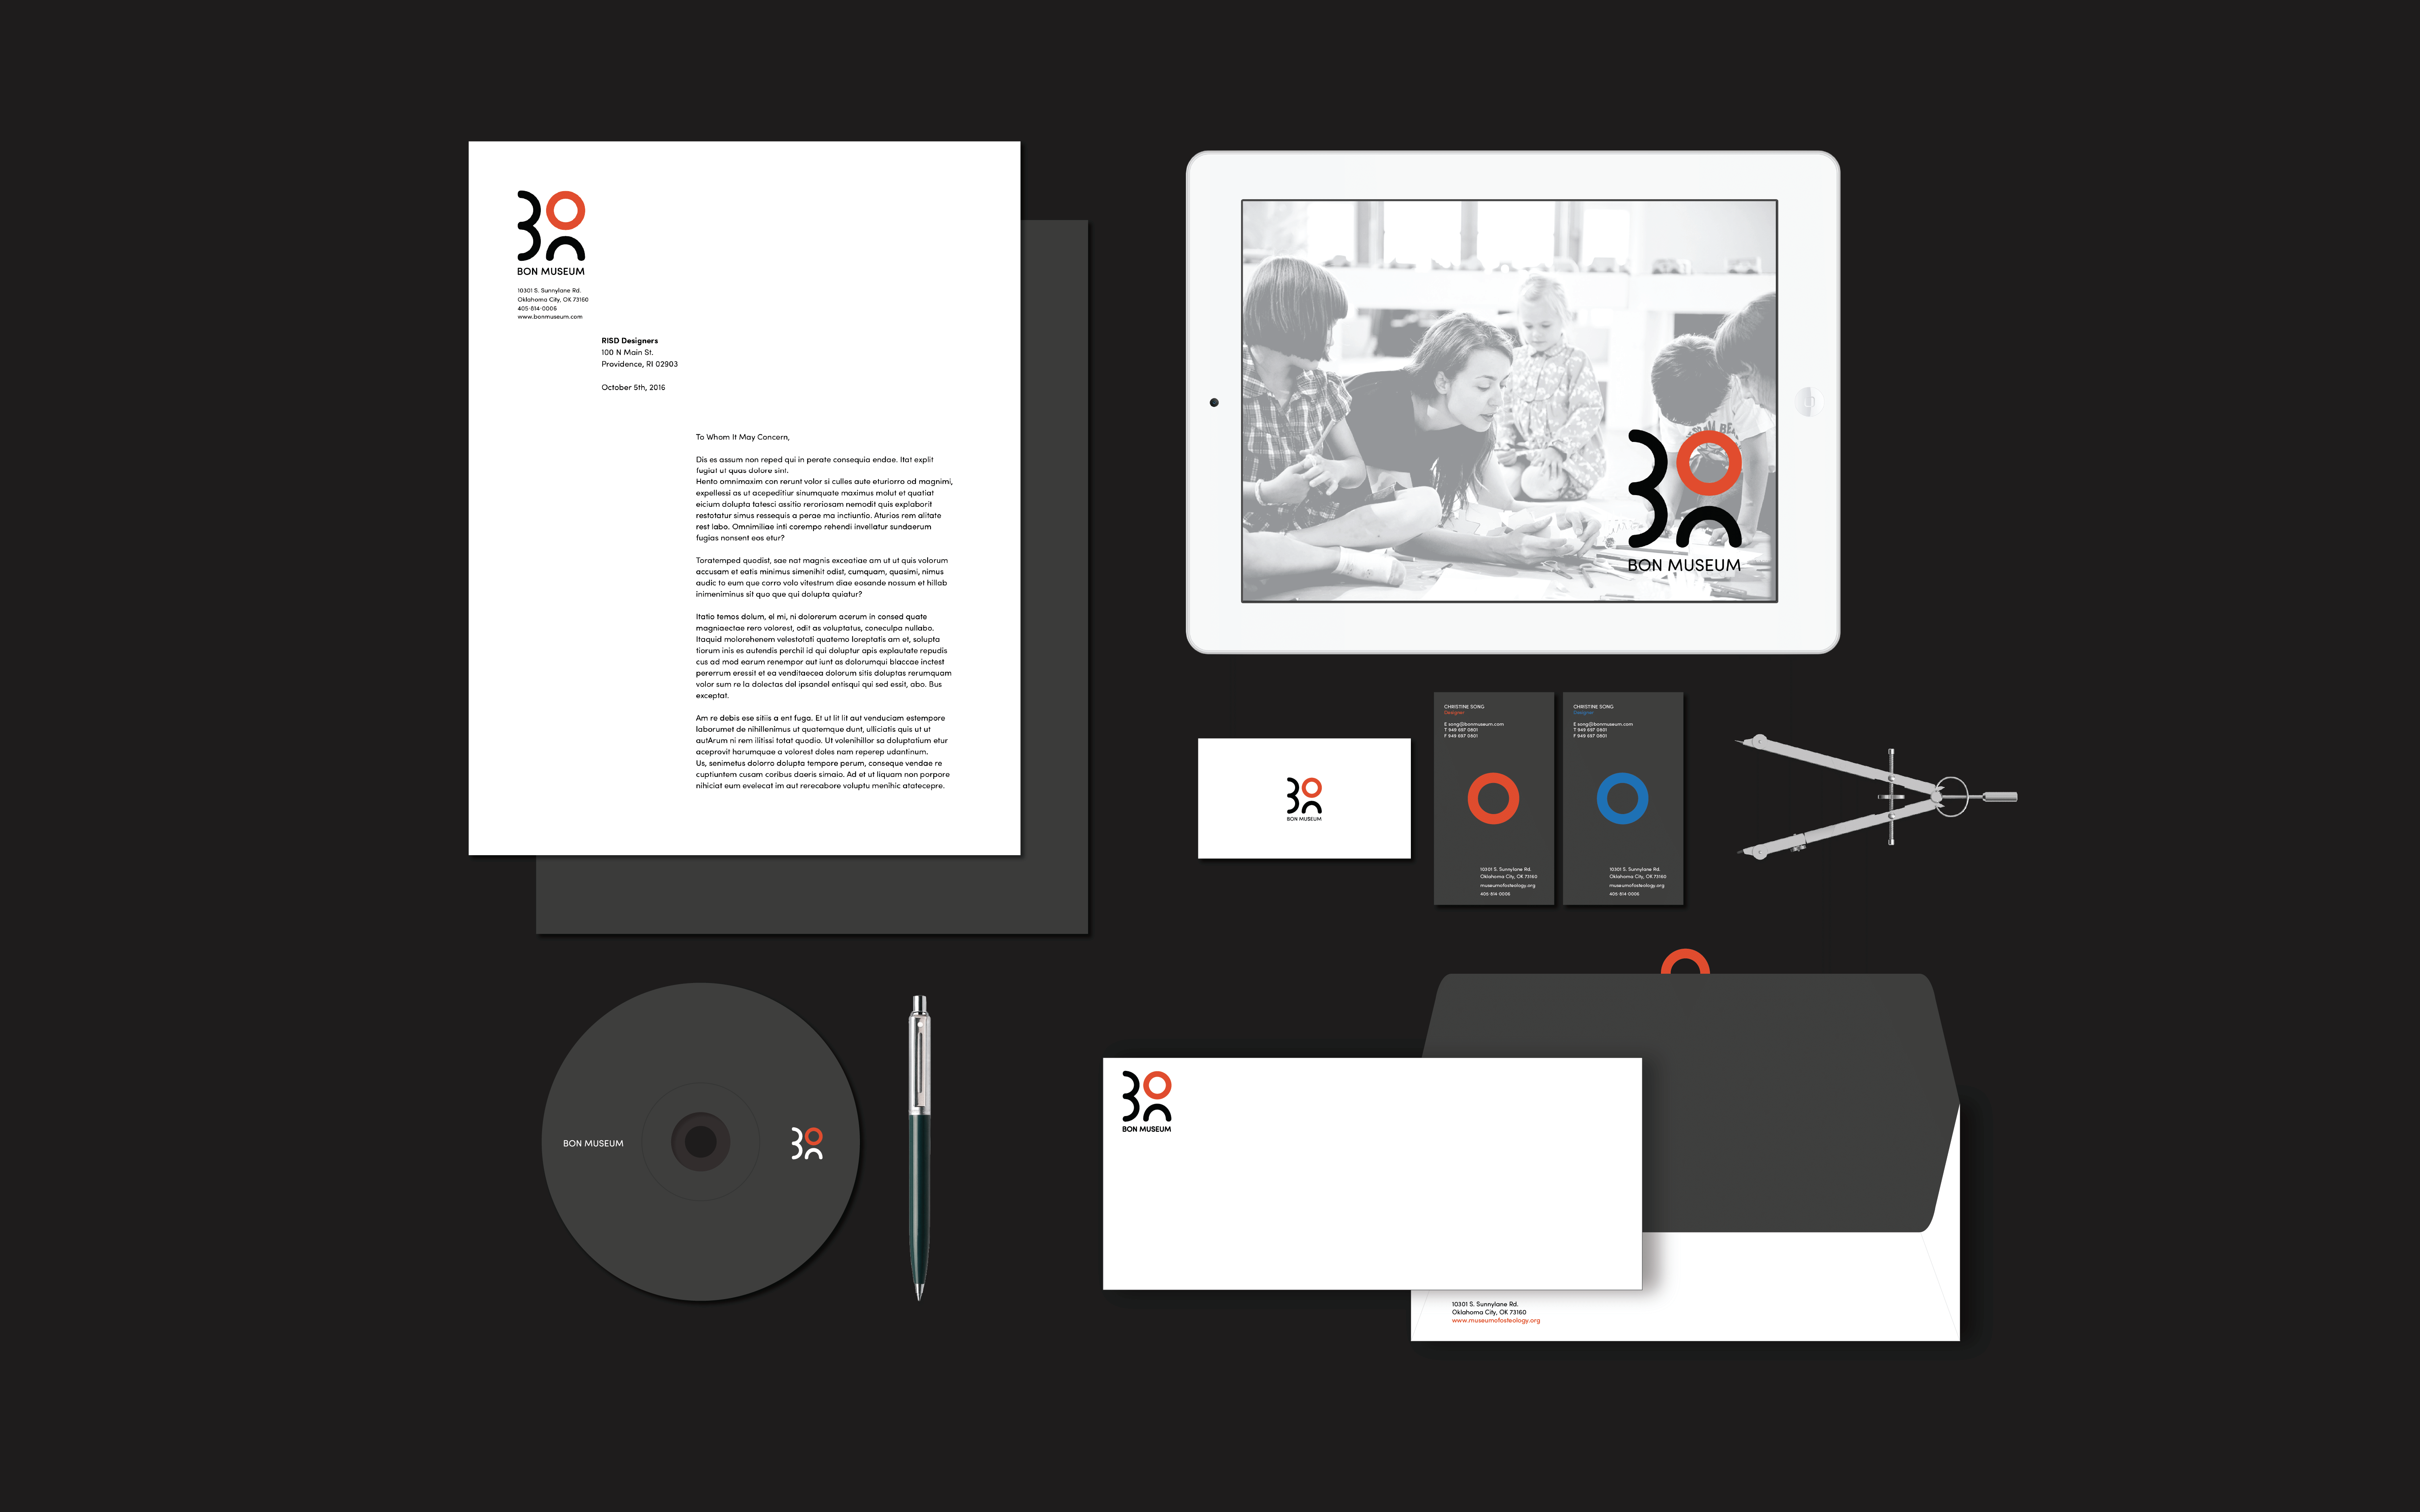 BON MUSEUM
10301 S. Sunnylane Rd.
Oklahoma City, OK 73160
405-814-0006
www.bonmuseum.com
RISD Designers
100 N Main St.
Providence, RI 02903
October 5th, 2016
To Whom It May Concern,
Dis es assum non reped qui in perate consequia endae. Itat explit
fugiat ut quas dolore sint.
Hento omnimaxim con rerunt volor si culles aute eturiorro od magnimi,
expellessi as ut acepeditiur sinumquate maximus molut et quatiat
eicium dolupta tatesci assitio reroriosam nemodit quis explaborit
restotatur simus ressequis a perae ma inctiuntio. Aturios rem alitate
rest labo. Omnimiliae inti corempo rehendi invellatur sundaerum
fugias nonsent eos etur?
Toratemped quodist, sae nat magnis exceatiae am ut ut quis volorum
accusam et eatis minimus simenihit odist, cumquam, quasimi, nimus
audic to eum que corro volo vitestrum diae eosande nossum et hillab
inimeniminus sit quo que qui dolupta quiatur?
Itatio temos dolum, el mi, ni dolorerum acerum in consed quate
magniaectae rero volorest, odit as voluptatus, coneculpa nullabo.
Itaquid molorehenem velestotati quatemo loreptatis am et, solupta
tiorum inis es autendis perchil id qui doluptur apis explautate repudis
cus ad mod earum renempor aut iunt as dolorumqui blaccae inctest
pererrum eressit et ea venditaecea dolorum sitis doluptas rerumquam
volor sum re la dolectas del ipsandel entisqui qui sed essit, abo. Bus
exceptat.
Am re debis ese sitiis a ent fuga. Et ut lit lit aut venduciam estempore
laborumet de nihillenimus ut quatemque dunt, ulliciatis quis ut ut
autArum ni rem ilitissi totat quodio. Ut volenihillor sa doluptatium etur
aceprovit harumquae a volorest doles nam reperep udantinum.
Us, senimetus dolorro dolupta tempore perum, conseque vendae re
cuptiuntem cusam coribus daeris simaio. Ad et ut liquam non porpore
nihiciat eum evelecat im aut rerecabore voluptu menihic atatecepre.
BON MUSEUM
BON MUSEUM
CHRISTINE SONG
Designer
E song@bonmuseum.com
T 949 697 0801
F 949 697 0801
10301 S. Sunnylane Rd.
Oklahoma City, OK 73160
museumofosteology.org
405-814-0006
CHRISTINE SONG
Designer
E song@bonmuseum.com
T 949 697 0801
F 949 697 0801
10301 S. Sunnylane Rd.
Oklahoma City, OK 73160
museumofosteology.org
405-814-0006
BON MUSEUM
BON MUSEUM
10301 S. Sunnylane Rd.
Oklahoma City, OK 73160
www.museumofosteology.org